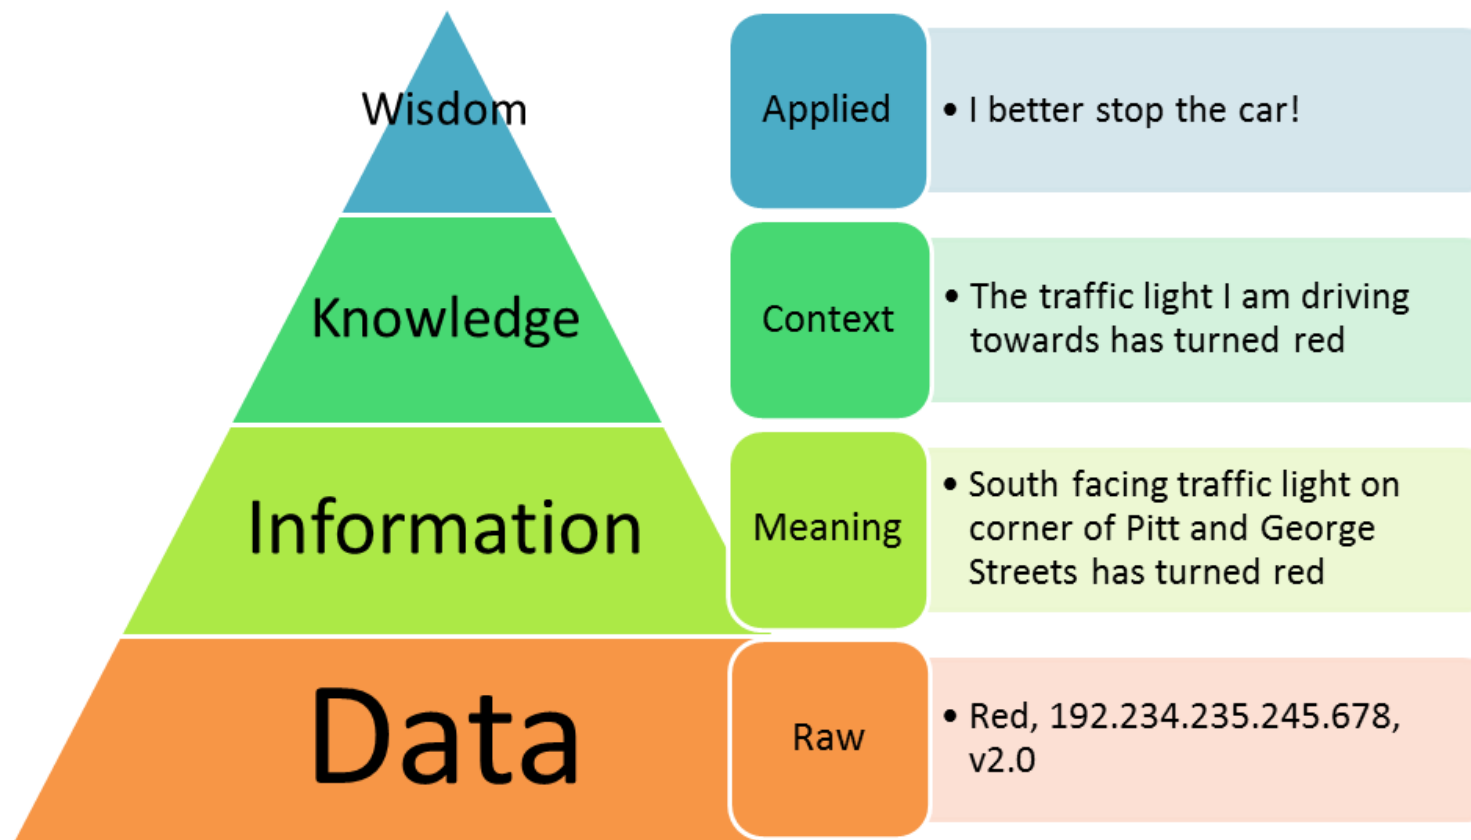 Wisdom
Applied
• I better stop the car!
Knowledge
Context
• The traffic light I am driving
towards has turned red
Information
Meaning
• South facing traffic light on
corner of Pitt and George
Streets has turned red
Data
Raw
• Red, 192.234.235.245.678,
v2.0